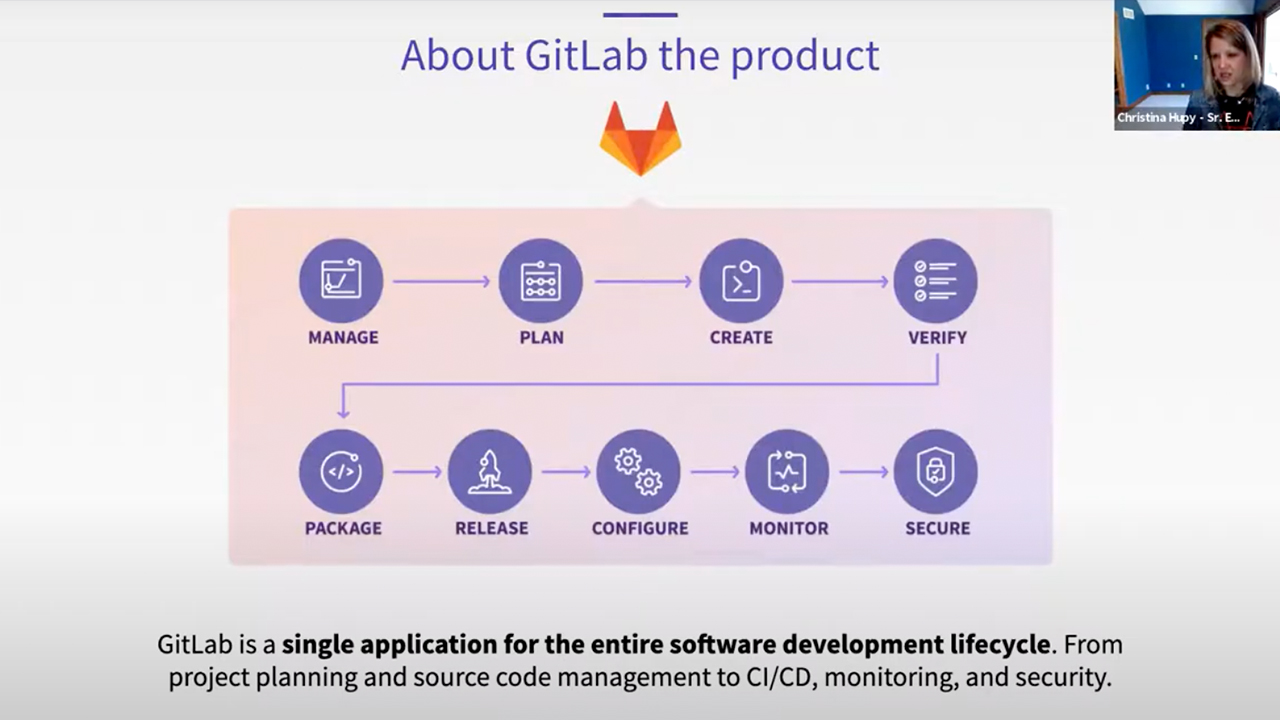 About GitLab the product
Christina Hupy - Sr. E...
MANAGE
PLAN
CREATE
VERIFY
PACKAGE
RELEASE
CONFIGURE
MONITOR
SECURE
GitLab is a single application for the entire software development lifecycle. From
project planning and source code management to CI/CD, monitoring, and security.